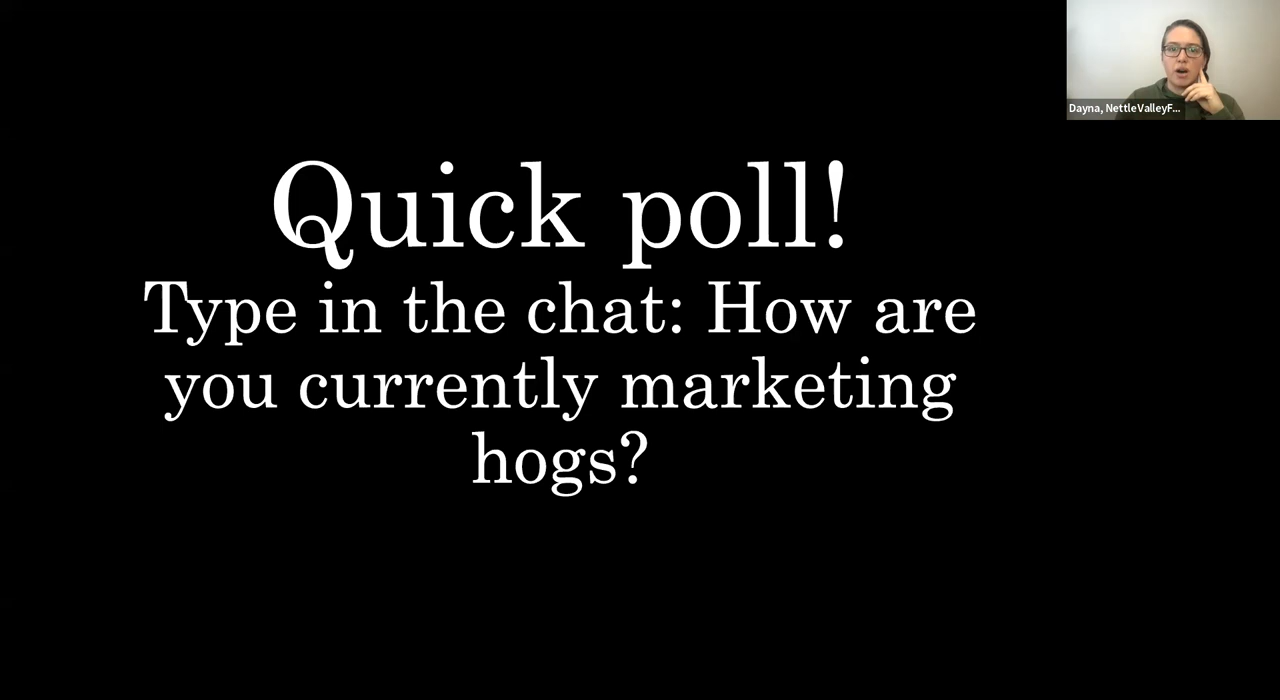 Quick poll!
Type in the chat: How are
you currently marketing
hogs?
Dayna, NettleValleyF...